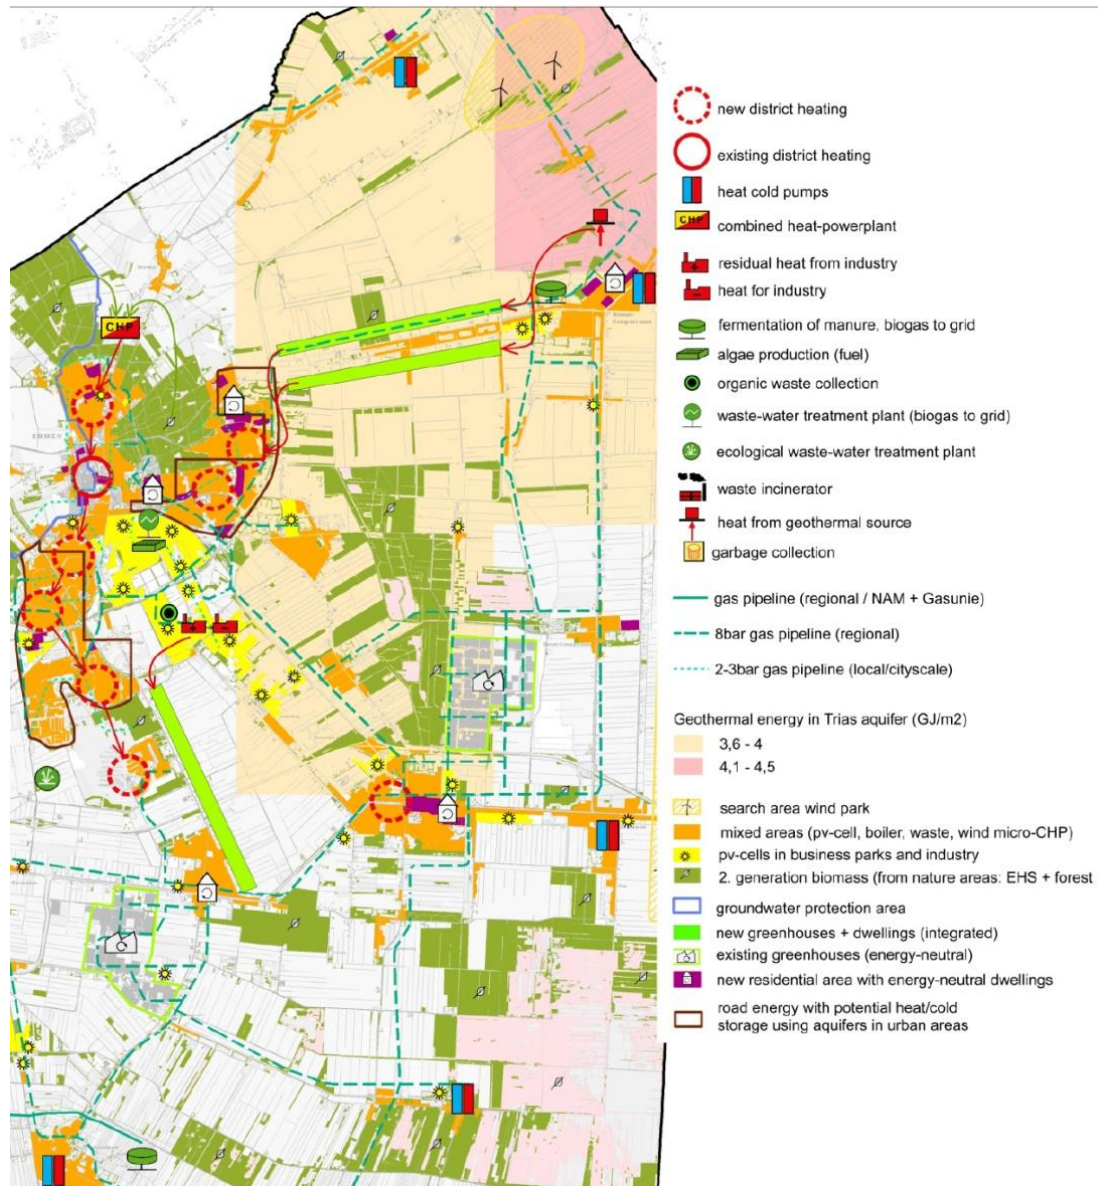 CHP
EMMEN
new district heating
existing district heating
heat cold pumps
CHP
combined heat-powerplant
residual heat from industry
heat for industry
fermentation of manure, biogas to grid
algae production (fuel)
organic waste collection
waste-water treatment plant (biogas to grid)
ecological waste-water treatment plant
waste incinerator
heat from geothermal source
garbage collection
gas pipeline (regional / NAM + Gasunie)
8bar gas pipeline (regional)
2-3bar gas pipeline (local/cityscale)
Geothermal energy in Trias aquifer (GJ/m2)
3,6 - 4
4,1 - 4,5
search area wind park
mixed areas (pv-cell, boiler, waste, wind micro-CHP)
pv-cells in business parks and industry
2. generation biomass (from nature areas: EHS + forest
groundwater protection area
new greenhouses + dwellings (integrated)
existing greenhouses (energy-neutral)
new residential area with energy-neutral dwellings
road energy with potential heat/cold
storage using aquifers in urban areas